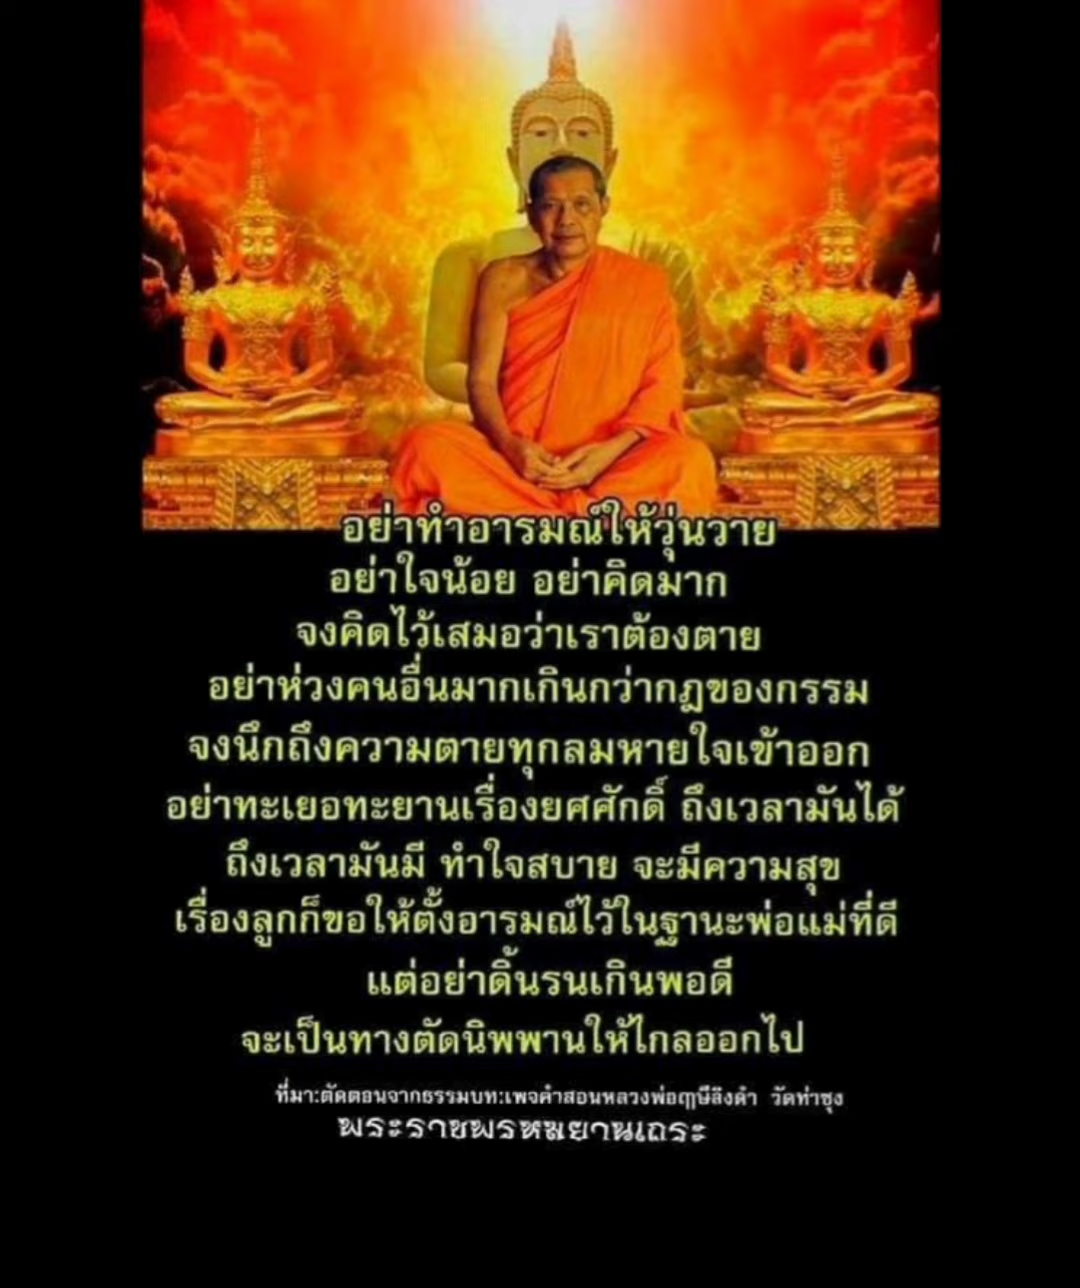 อย่าทำอารมณ์ให้วุ่นวาย
อย่าใจน้อย อย่าคิดมาก
จงคิดไว้เสมอว่าเราต้องตาย
อย่าห่วงคนอื่นมากเกินกว่ากฎของกรรม
จงนึกถึงความตายทุกลมหายใจเข้าออก
อย่าทะเยอทะยานเรื่องยศศักดิ์ ถึงเวลามันได้
ถึงเวลามันมี ทำใจสบาย จะมีความสุข
เรื่องลูกก็ขอให้ตั้งอารมณ์ไว้ในฐานะพ่อแม่ที่ดี
แต่อย่าดิ้นรนเกินพอดี
จะเป็นทางตัดนิพพานให้ไกลออกไป
ที่มา:ตัดตอนจากธรรมบท:เพจคำสอนหลวงพ่อฤๅษีลิงดำ วัดท่าซุง
พระราชพรหมยานเถระ